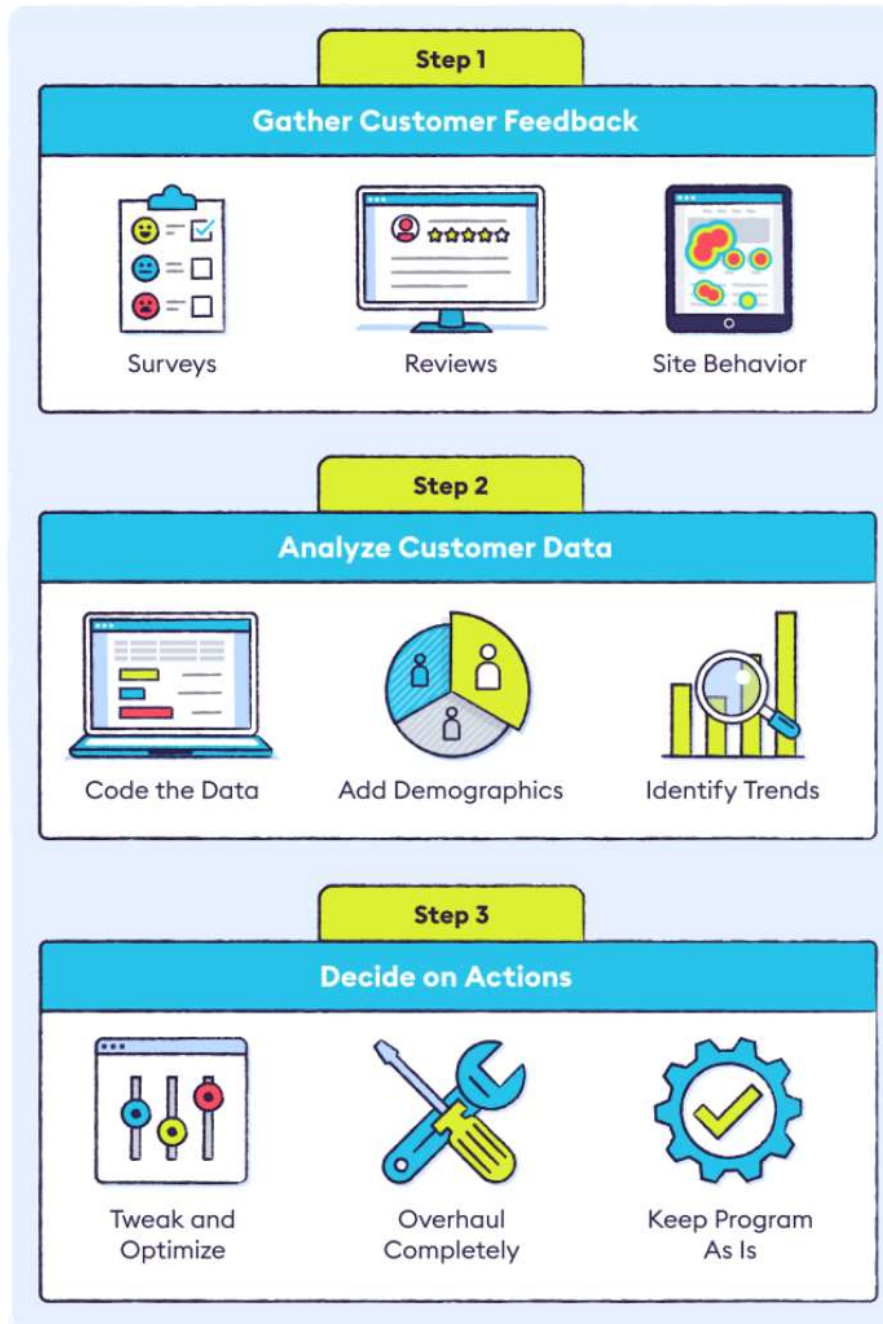 Step 1
Gather Customer Feedback
Surveys
Reviews
Site Behavior
Step 2
Analyze Customer Data
Code the Data
Add Demographics
Identify Trends
Step 3
Decide on Actions
Tweak and
Optimize
Overhaul
Completely
Keep Program
As Is